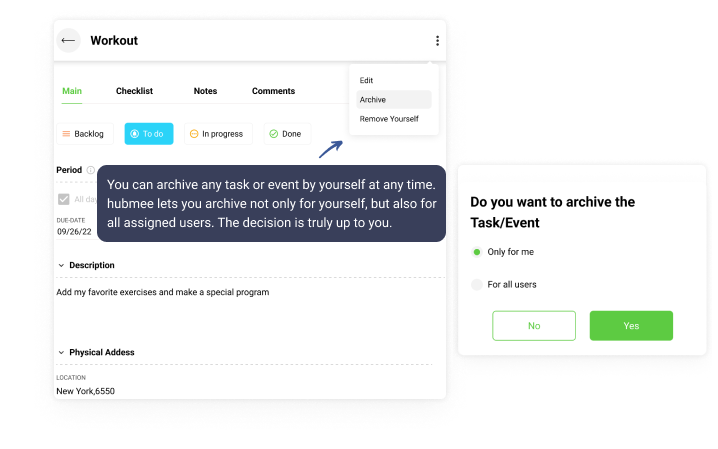 Workout
Edit
Archive
Remove Yourself
Main Checklist Notes Comments
Backlog To do In progress Done
Period
All day
DUE-DATE
09/26/22
You can archive any task or event by yourself at any time.
hubmee lets you archive not only for yourself, but also for
all assigned users. The decision is truly up to you.
Description
Add my favorite exercises and make a special program
Physical Addess
LOCATION
New York,6550
Do you want to archive the
Task/Event
Only for me
For all users
No Yes